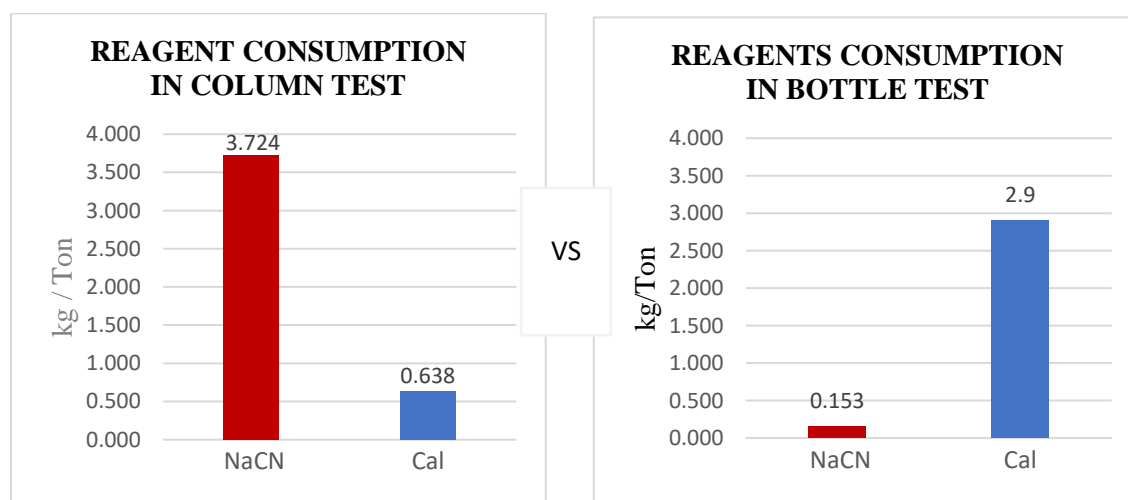 REAGENT CONSUMPTION
IN COLUMN TEST
4.000
3.500
3.000
2.500
2.000
1.500
1.000
0.500
0.000
kg / Ton
3.724
0.638
NaCN
Cal
VS
REAGENTS CONSUMPTION
IN BOTTLE TEST
4.000
3.500
3.000
2.500
2.000
1.500
1.000
0.500
0.000
kg/Ton
0.153
2.9
NaCN
Cal